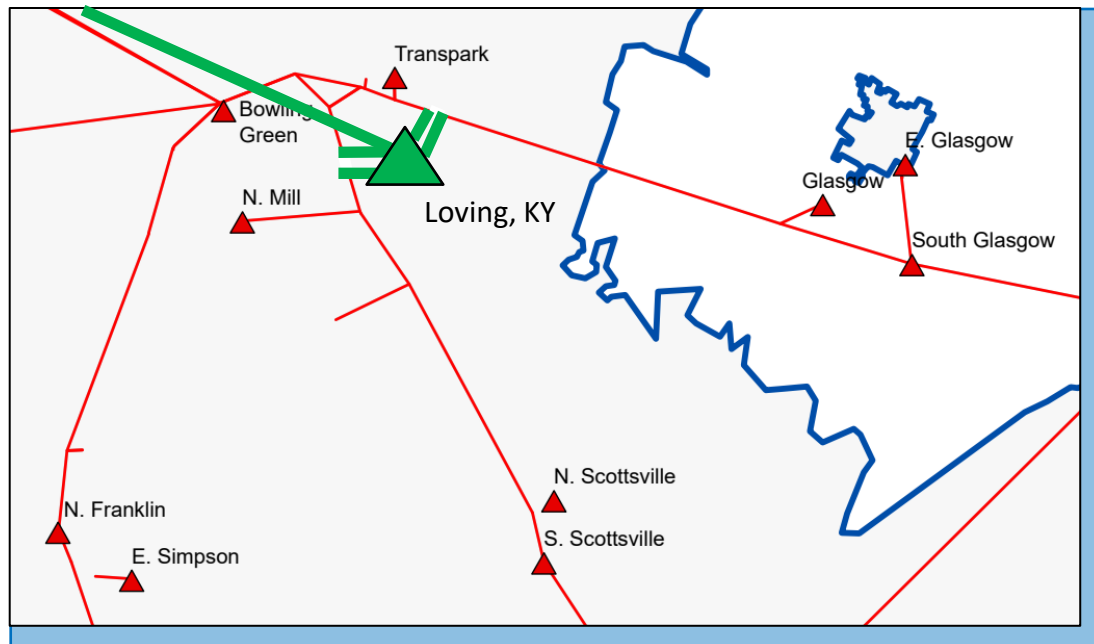 Transpark
Bowling
Green
E. Glasgow
Glasgow
N. Mill
Loving, KY
South Glasgow
N. Scottsville
N. Franklin
S. Scottsville
E. Simpson